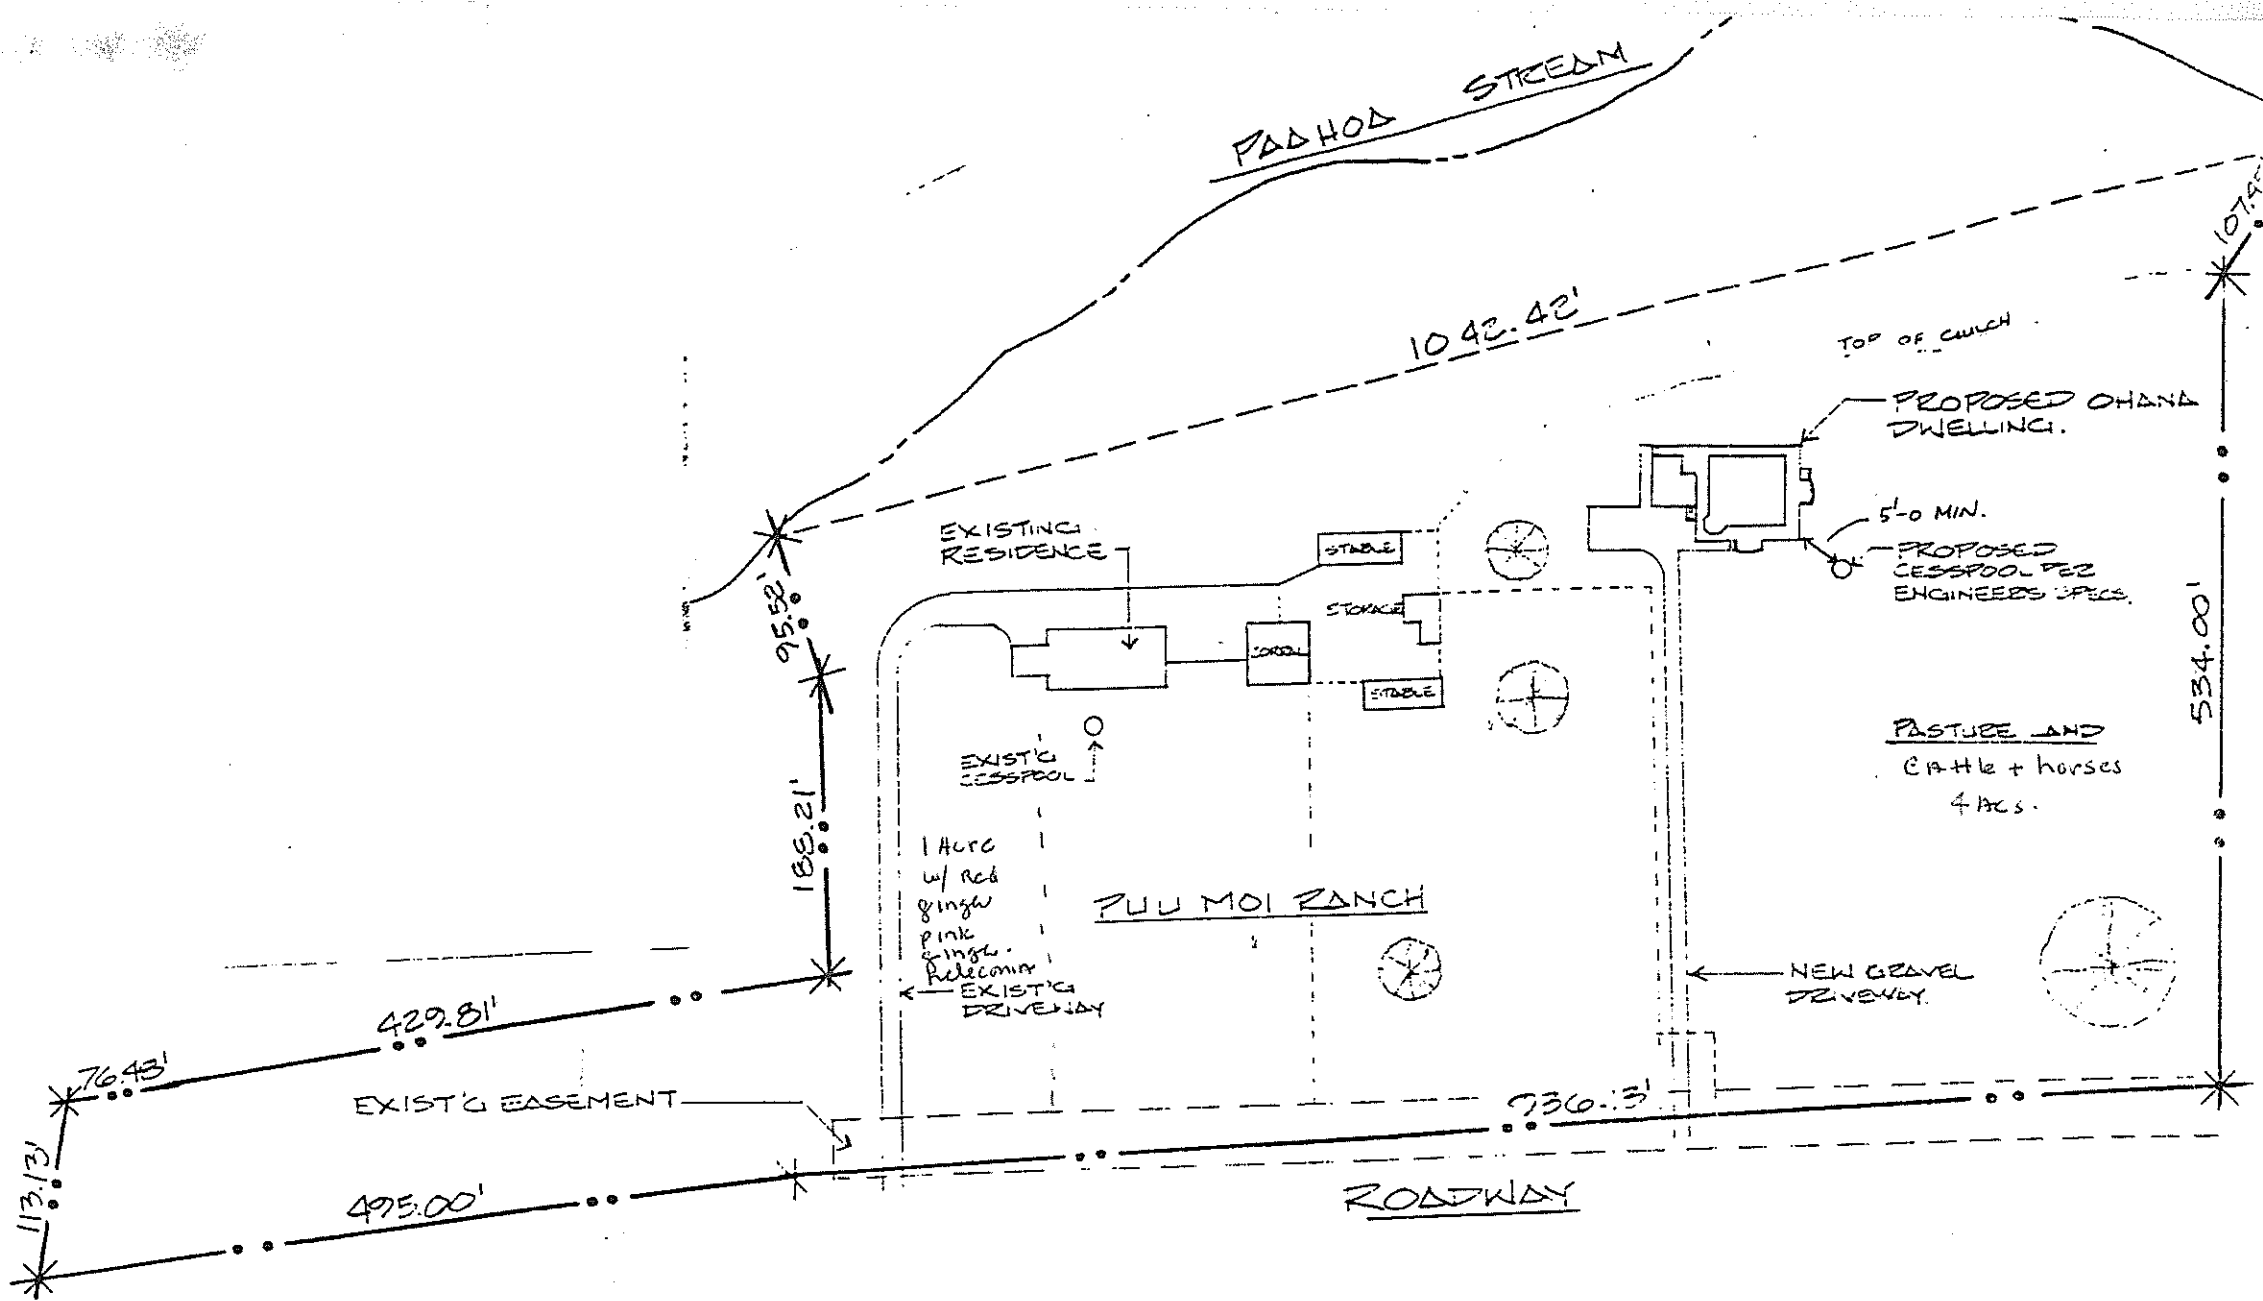 PAAHOA STREAM
1042.42'
TOP OF GULCH
PROPOSED OHANA
DWELLING.
5'-0 MIN.
PROPOSED
CESSPOOL PER
ENGINEERS SPECS.
EXISTING
RESIDENCE
STABLE
STORAGE
STABLE
95.52'
188.21'
534.00'
EXIST'G
CESSPOOL
PASTURE AND
CAttle + horses
4 Acs.
1 Acre
w/ Red
ginger
pink
ginger.
heleconia
EXIST'G
DRIVEWAY
PUU MOI RANCH
NEW GRAVEL
DRIVEWAY.
429.81'
76.43'
EXIST'G EASEMENT
113.13'
495.00'
ROADWAY